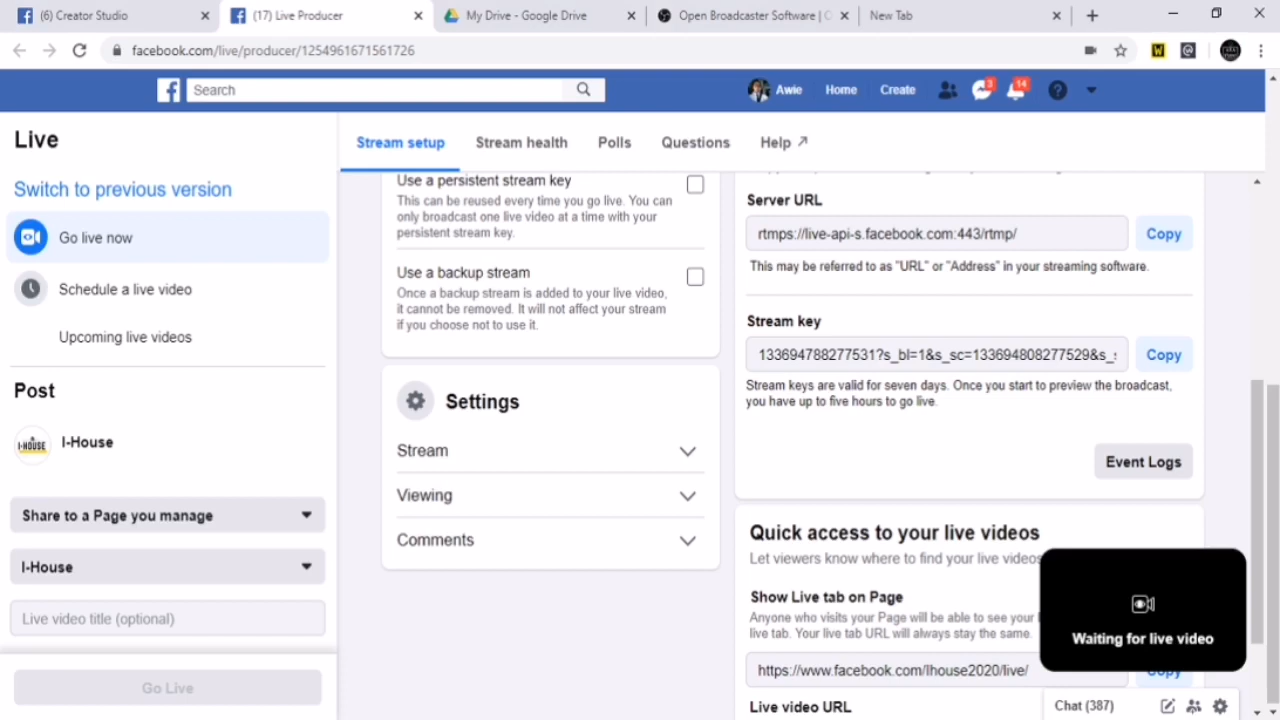 (6) Creator Studio
(17) Live Producer
My Drive - Google Drive
Open Broadcaster Software |
New Tab
facebook.com/live/producer/1254961671561726
Search
Awie
Home
Create
3
14
Live
Switch to previous version
Go live now
Schedule a live video
Upcoming live videos
Post
I-HOUSE
I-House
Share to a Page you manage
I-House
Live video title (optional)
Go Live
Stream setup
Stream health
Polls
Questions
Help
Use a persistent stream key
This can be reused every time you go live. You can
only broadcast one live video at a time with your
persistent stream key.
Use a backup stream
Once a backup stream is added to your live video,
it cannot be removed. It will not affect your stream
if you choose not to use it.
Settings
Stream
Viewing
Comments
Server URL
rtmps://live-api-s.facebook.com:443/rtmp/
Copy
This may be referred to as "URL" or "Address" in your streaming software.
Stream key
133694788277531?s_bl=1&s_sc=133694808277529&s_
Copy
Stream keys are valid for seven days. Once you start to preview the broadcast,
you have up to five hours to go live.
Event Logs
Quick access to your live videos
Let viewers know where to find your live videos
Show Live tab on Page
Anyone who visits your Page will be able to see your
live tab. Your live tab URL will always stay the same.
https://www.facebook.com/Ihouse2020/live/
Copy
Live video URL
Waiting for live video
Chat (387)